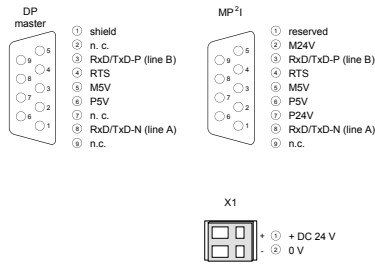 DP
master
5
9
4
8
3
7
2
6
1
1 shield
2 n. c.
3 RxD/TxD-P (line B)
4 RTS
5 M5V
6 P5V
7 n. c.
8 RxD/TxD-N (line A)
9 n.c.
MP²I
5
9
4
8
3
7
2
6
1
1 reserved
2 M24V
3 RxD/TxD-P (line B)
4 RTS
5 M5V
6 P5V
7 P24V
8 RxD/TxD-N (line A)
9 n.c.
X1
+ 1 + DC 24 V
- 2 0 V